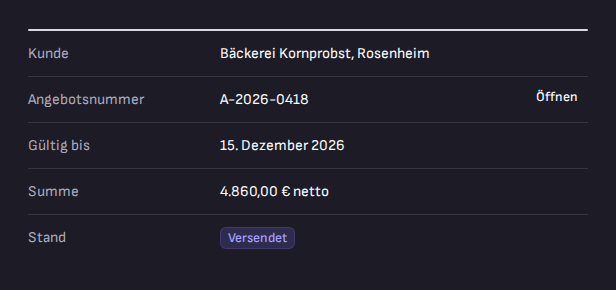 Kunde Bäckerei Kornprobst, Rosenheim
Angebotsnummer A-2026-0418 Öffnen
Gültig bis 15. Dezember 2026
Summe 4.860,00 € netto
Stand Versendet